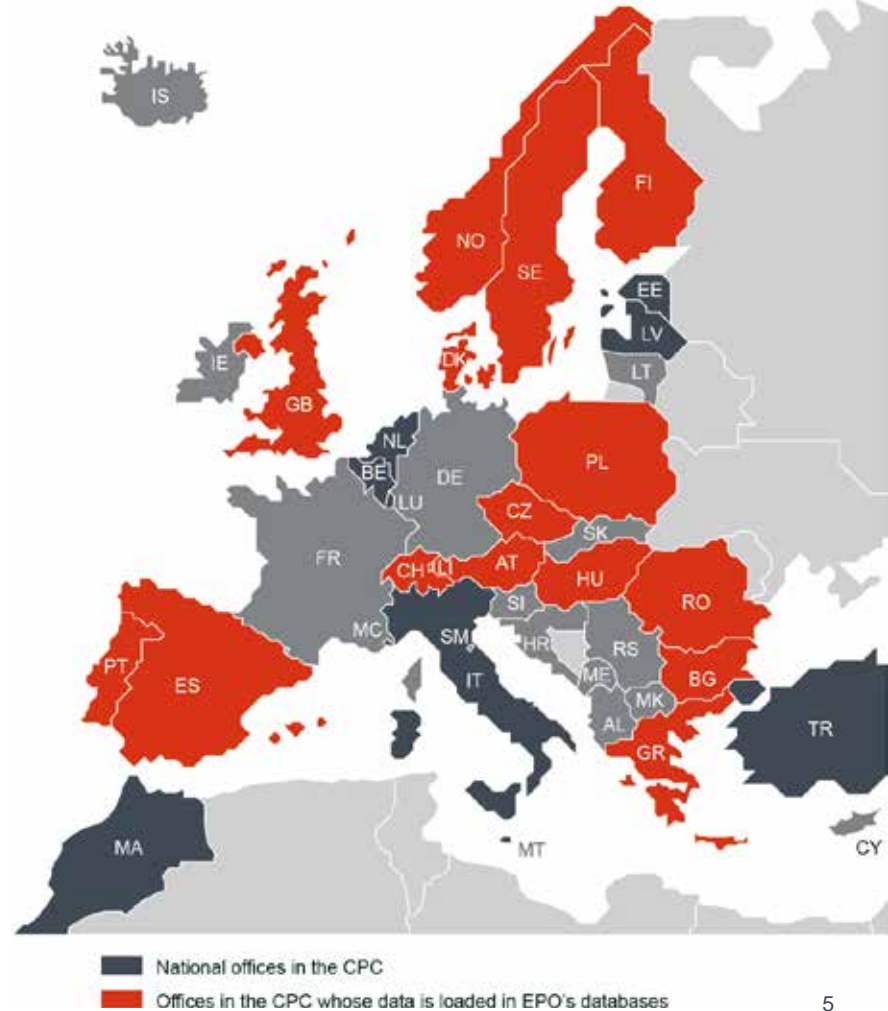 IS
FI
NO
SE
EE
LV
LT
IE
DK
GB
NL
BE
DE
PL
LU
CZ
SK
FR
CH LI
AT
HU
SI
RO
MC
SM
HR
RS
PT
ES
IT
ME
BG
MK
AL
TR
GR
MA
MT
CY
National offices in the CPC
Offices in the CPC whose data is loaded in EPO's databases
5